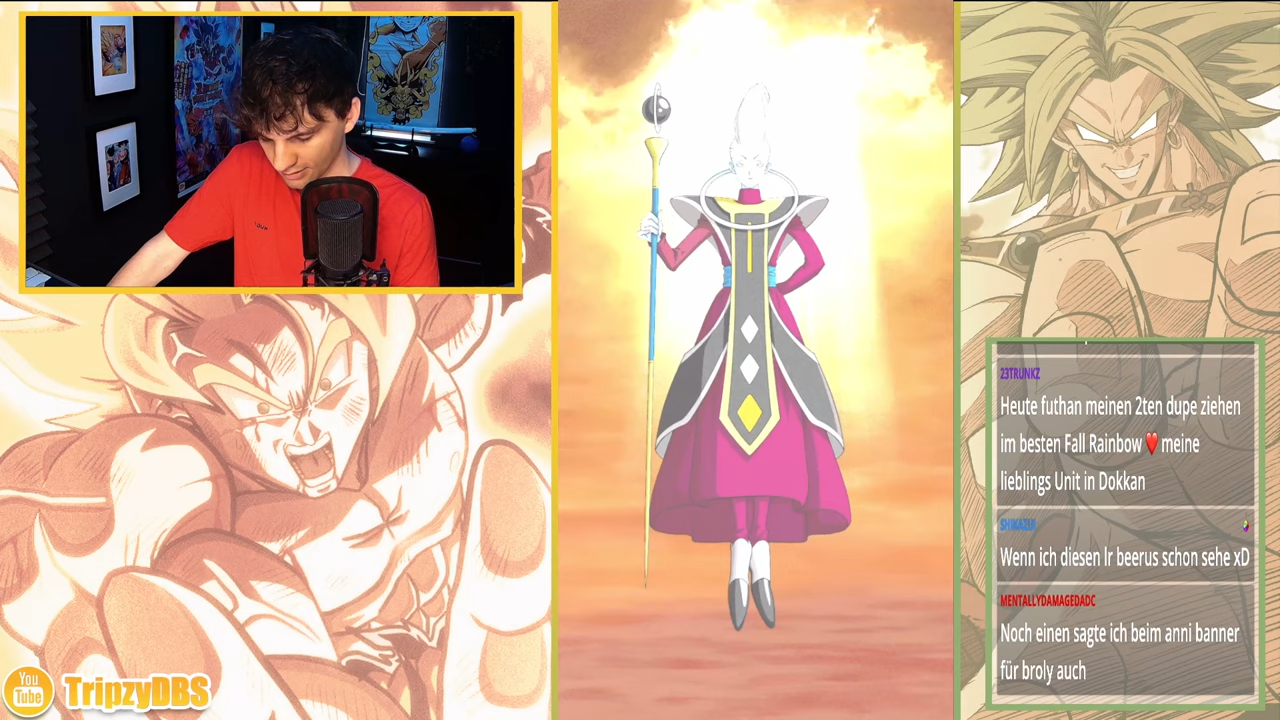 love
23TRUNKZ
Heute futhan meinen 2ten dupe ziehen
im besten Fall Rainbow ❤️ meine
lieblings Unit in Dokkan
SHIKAZUI
Wenn ich diesen lr beerus schon sehe xD
MENTALLYDAMAGEDADC
Noch einen sagte ich beim anni banner
für broly auch
You
Tube
TripzyDBS